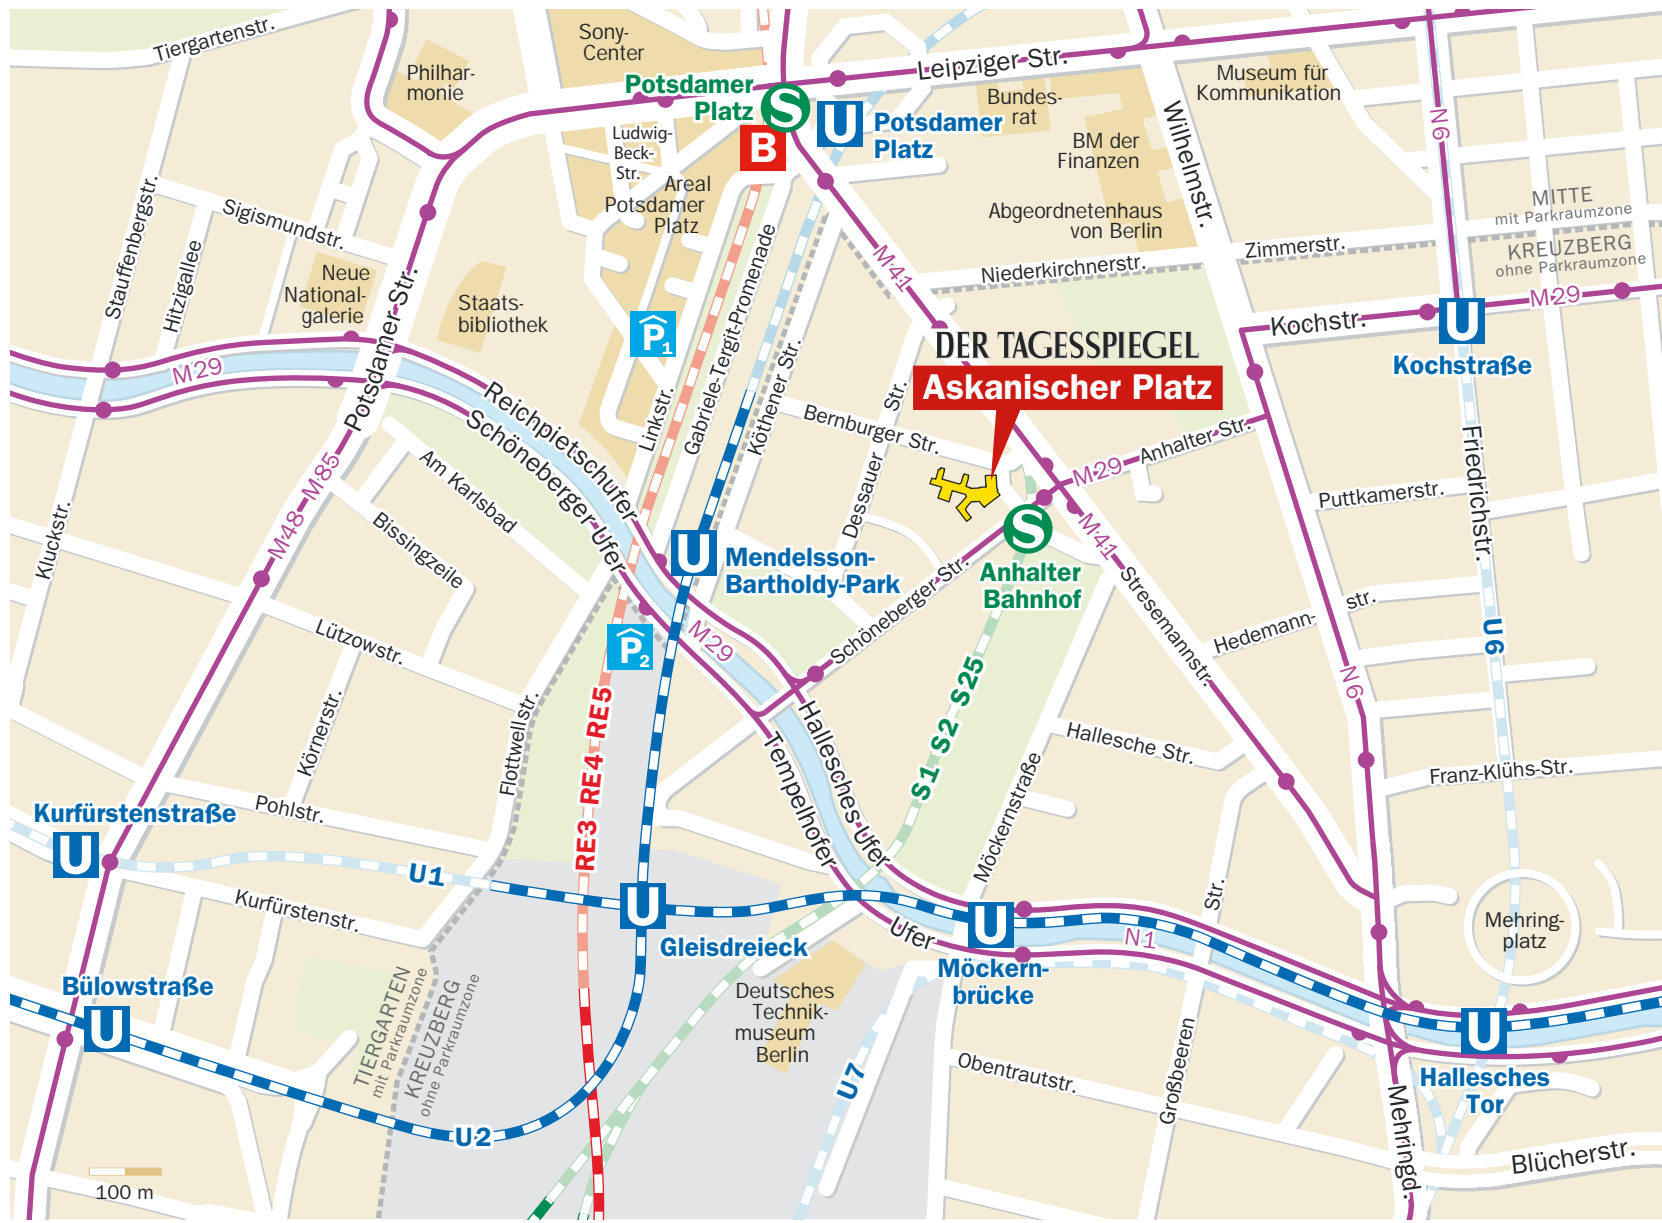 Tiergartenstr.
Philhar-
monie
Sony-
Center
Potsdamer
Platz
S
U
Potsdamer
Platz
B
Leipziger Str.
Bundes-
rat
BM der
Finanzen
Museum für
Kommunikation
Wilhelmstr.
N6
Ludwig-
Beck-
Str.
Areal
Potsdamer
Platz
Abgeordnetenhaus
von Berlin
MITTE
mit Parkraumzone
KREUZBERG
ohne Parkraumzone
Zimmerstr.
Niederkirchnerstr.
Stauffenbergstr.
Hitzigallee
Sigismundstr.
Neue
National-
galerie
Staats-
bibliothek
Potsdamer Str.
M41
M29
Kochstr.
U
Kochstraße
P1
Gabriele-Tergit-Promenade
Linkstr.
Köthener Str.
DER TAGESSPIEGEL
Askanischer Platz
M29
Reichpietschufer
Schöneberger Ufer
Bernburger Str.
Dessauer Str.
M29
Anhalter Str.
Friedrichstr.
Puttkamerstr.
M48-M85
Am Karlsbad
Bissingzeile
Kluckstr.
U
Mendelsson-
Bartholdy-Park
S
Anhalter
Bahnhof
M41
Stresemannstr.
Schöneberger Str.
Hedemann-
str.
U6
P2
M29
Lützowstr.
Körnerstr.
Flottwellstr.
RE3 RE4 RE5
S1 S2 S25
N6
Hallesches Ufer
Tempelhofer
Ufer
Hallesche Str.
Möckernstraße
Franz-Klühs-Str.
Pohlstr.
Kurfürstenstraße
U
U1
Kurfürstenstr.
U
Gleisdreieck
U
Möckern-
brücke
N1
Mehring-
platz
Großbeeren
Str.
Bülowstraße
U
TIERGARTEN
mit Parkraumzone
KREUZBERG
ohne Parkraumzone
Deutsches
Technik-
museum
Berlin
U7
Obentrautstr.
U
Hallesches
Tor
U2
Mehringd.
Blücherstr.
100 m